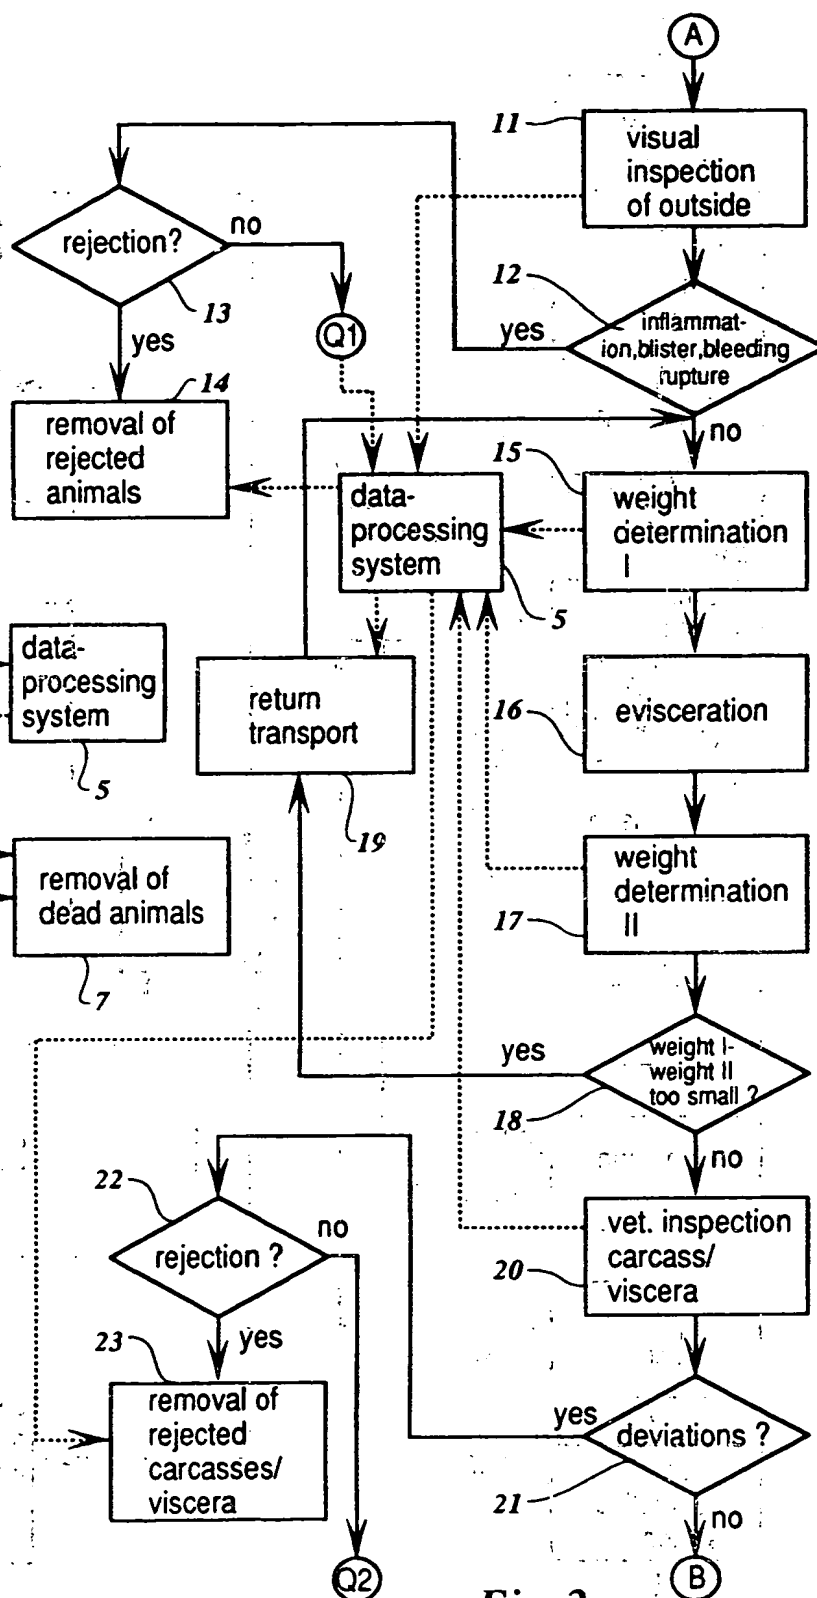 A
11
visual
inspection
of outside
12
inflammat-
ion,blister,bleeding
rupture
yes
no
rejection?
no
13
yes
Q1
14
removal of
rejected
animals
data-
processing
system
5
15
weight
determination
I
data-
processing
system
5
return
transport
19
16
evisceration
removal of
dead animals
7
17
weight
determination
II
yes
weight I-
weight II
too small ?
18
no
22
rejection ?
no
yes
20
vet. inspection
carcass/
viscera
23
removal of
rejected
carcasses/
viscera
yes
deviations ?
21
no
Q2
B